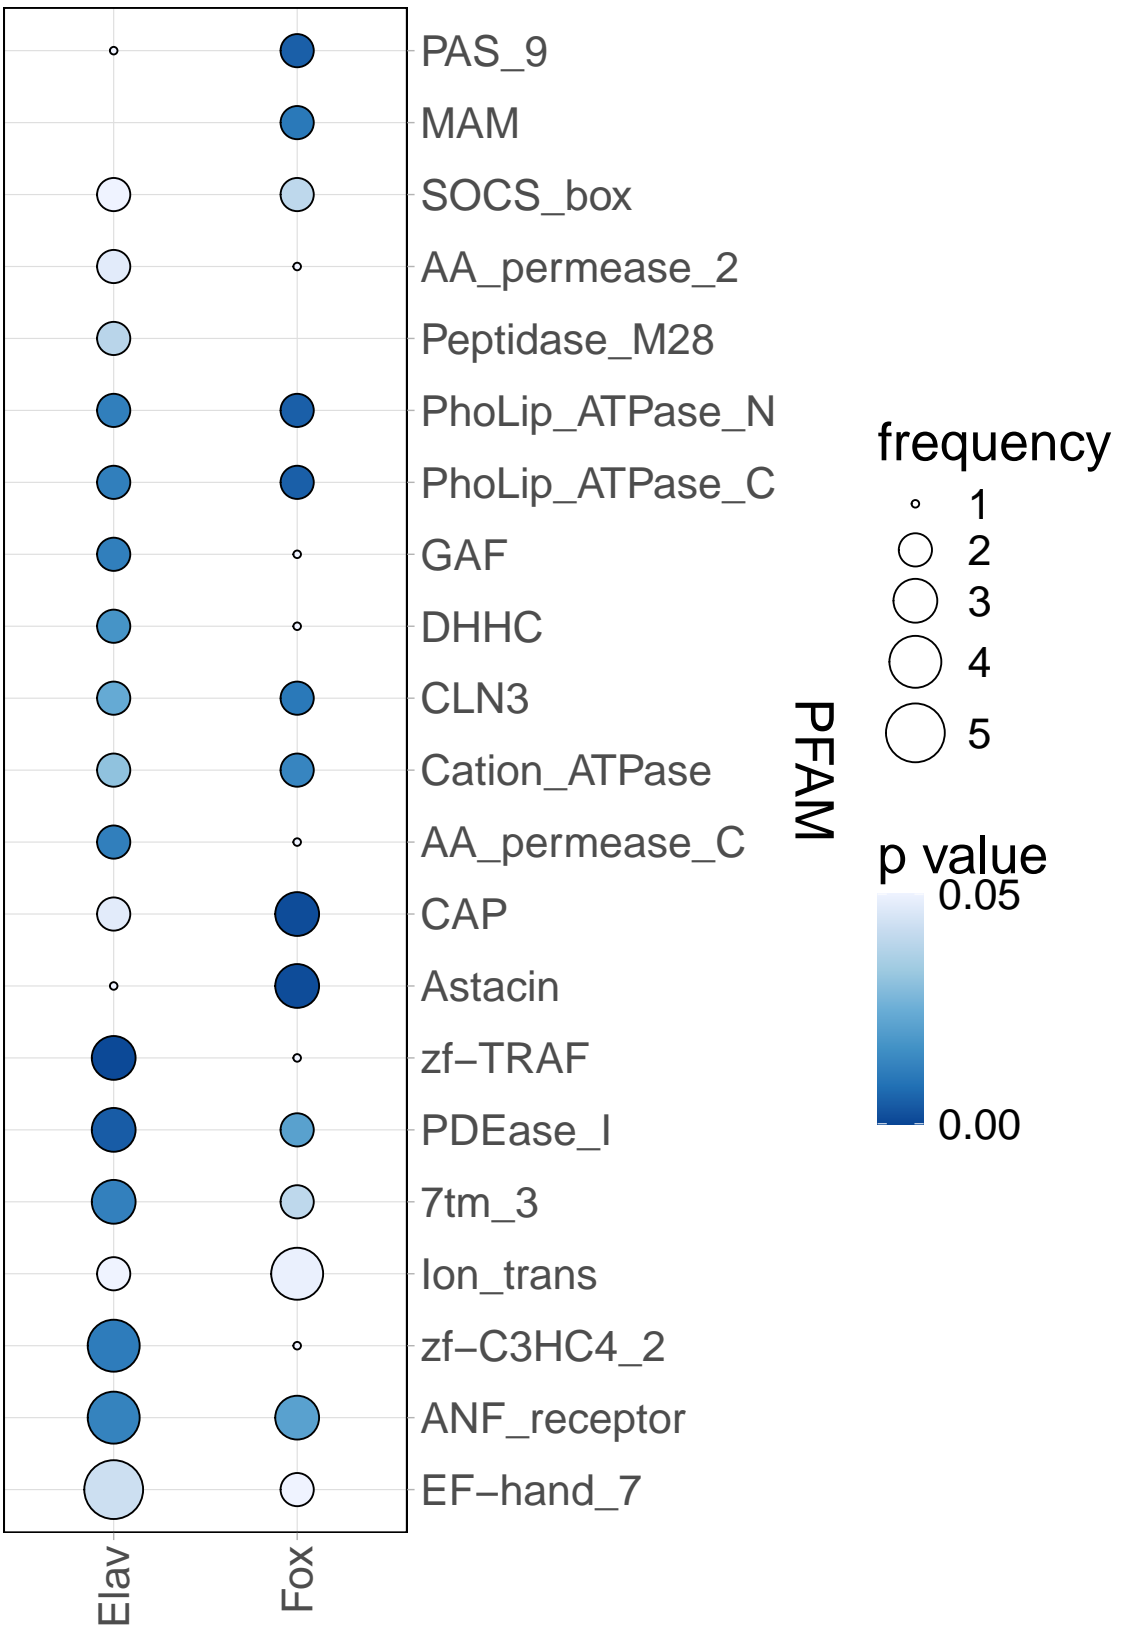 PAS_9
MAM
SOCS_box
AA_permease_2
Peptidase_M28
PhoLip_ATPase_N
PhoLip_ATPase_C
GAF
DHHC
CLN3
Cation_ATPase
AA_permease_C
CAP
Astacin
zf−TRAF
PDEase_I
7tm_3
Ion_trans
zf−C3HC4_2
ANF_receptor
EF−hand_7
Elav
Fox
PFAM
frequency
1
2
3
4
5
p value
0.05
0.00